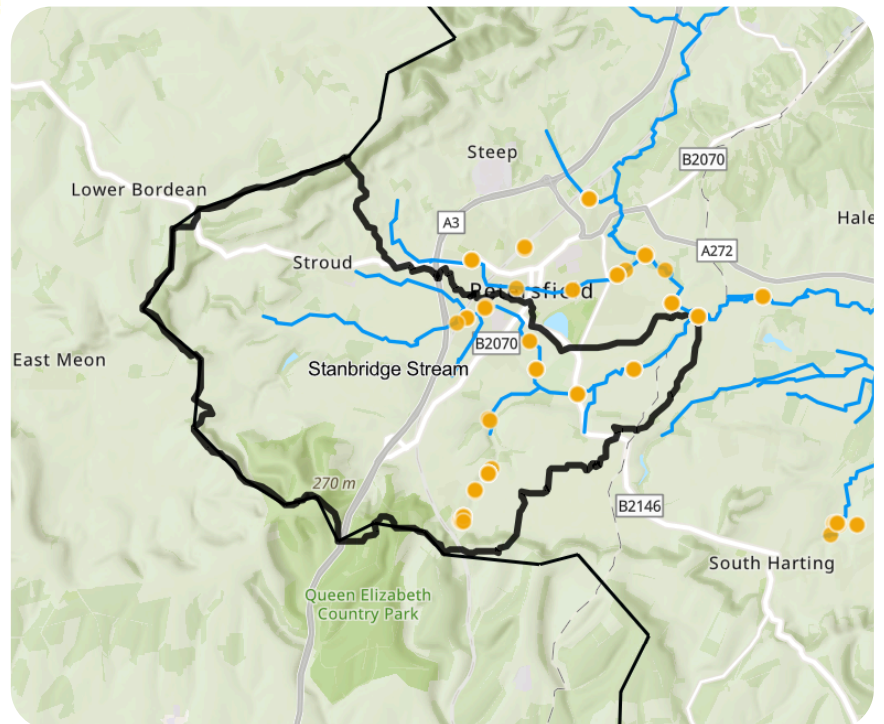 Steep
B2070
Lower Bordean
A3
Hale
A272
Stroud
Petersfield
B2070
East Meon
Stanbridge Stream
270 m
B2146
South Harting
Queen Elizabeth
Country Park